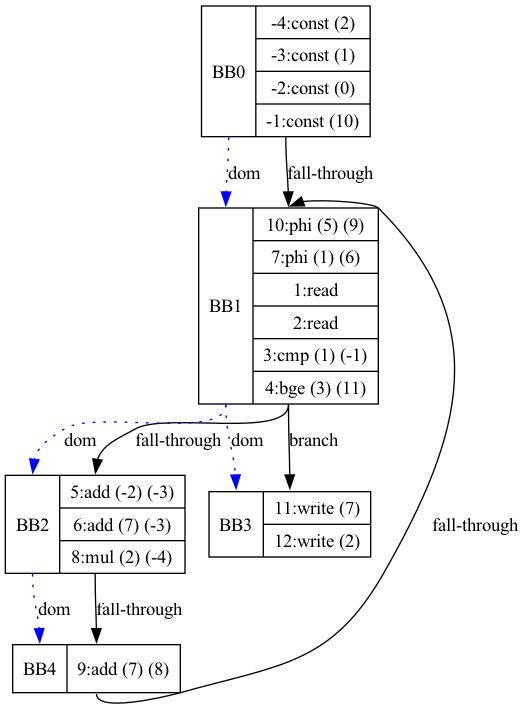 BB0
-4:const (2)
-3:const (1)
-2:const (0)
-1:const (10)
dom
fall-through
BB1
10:phi (5) (9)
7:phi (1) (6)
1:read
2:read
3:cmp (1) (-1)
4:bge (3) (11)
dom
fall-through
dom
branch
BB2
5:add (-2) (-3)
6:add (7) (-3)
8:mul (2) (-4)
BB3
11:write (7)
12:write (2)
fall-through
dom
fall-through
BB4
9:add (7) (8)